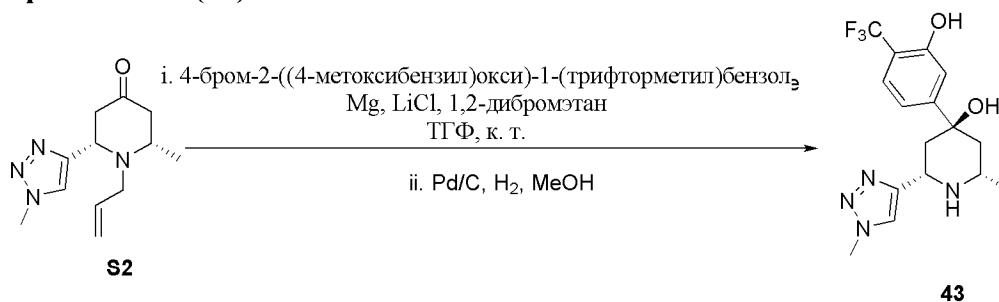 OH
F₃C
OH
O
i. 4-бром-2-((4-метоксибензил)окси)-1-(трифторметил)бензол,
Mg, LiCl, 1,2-дибромэтан
ТГФ, к. т.
ii. Pd/C, H₂, MeOH
N
N
N
N
S2
N
N
N
N
H
43